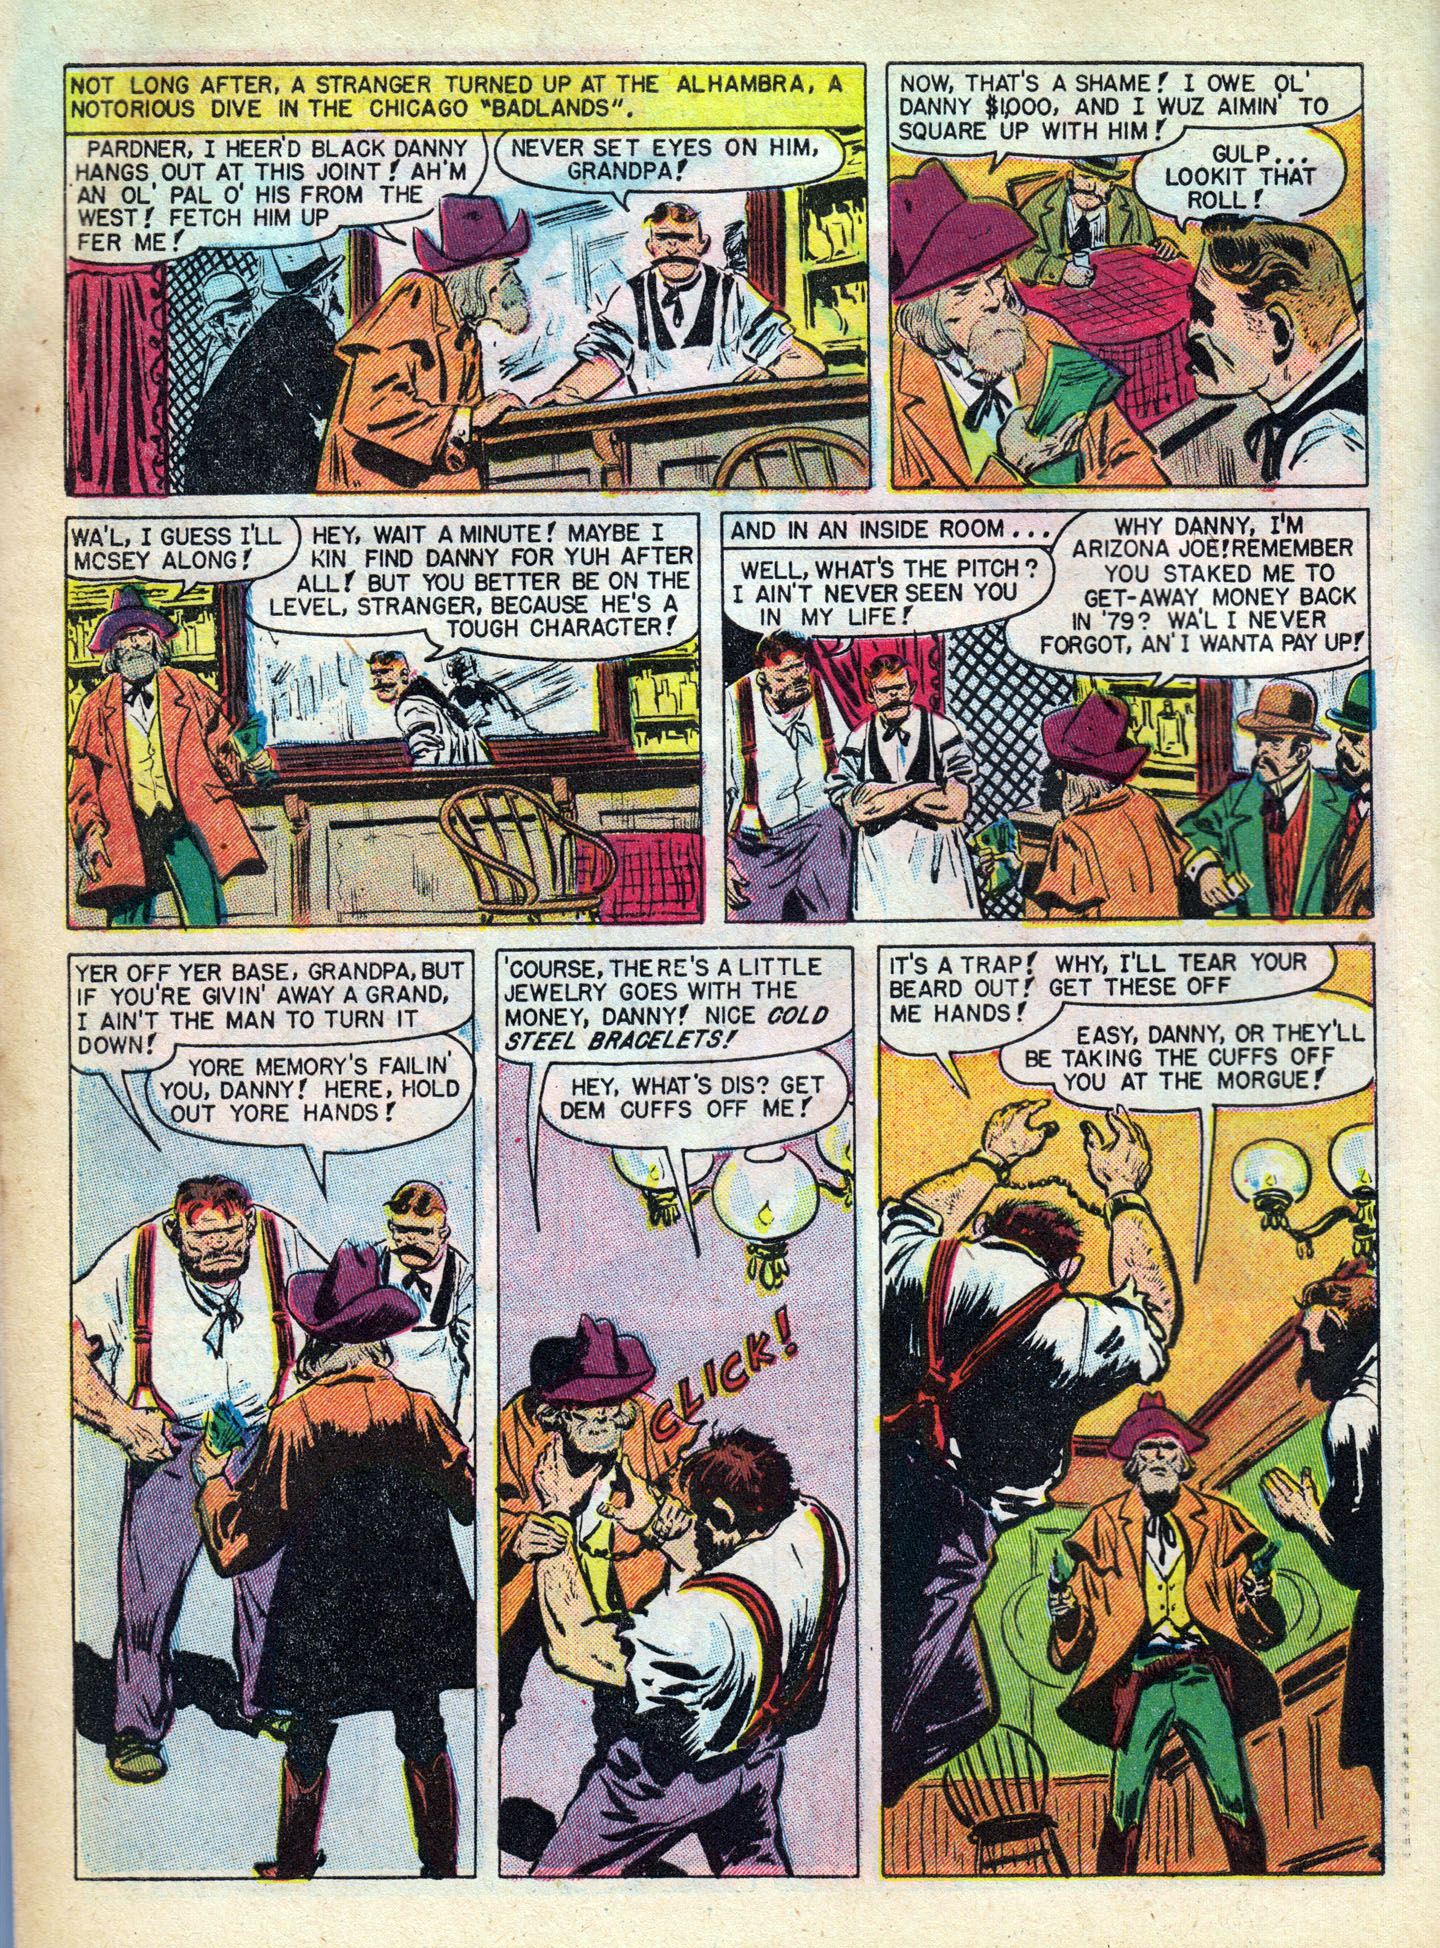 NOT LONG AFTER, A STRANGER TURNED UP AT THE ALHAMBRA, A
NOTORIOUS DIVE IN THE CHICAGO "BADLANDS".
PARDNER, I HEER'D BLACK DANNY
HANGS OUT AT THIS JOINT! AH'M
AN OL' PAL O' HIS FROM THE
WEST! FETCH HIM UP
FER ME!
NEVER SET EYES ON HIM,
GRANDPA!
NOW, THAT'S A SHAME! I OWE OL'
DANNY $1,000, AND I WUZ AIMIN' TO
SQUARE UP WITH HIM!
GULP...
LOOKIT THAT
ROLL!
WA'L, I GUESS I'LL
MOSEY ALONG!
HEY, WAIT A MINUTE! MAYBE I
KIN FIND DANNY FOR YUH AFTER
ALL! BUT YOU BETTER BE ON THE
LEVEL, STRANGER, BECAUSE HE'S A
TOUGH CHARACTER!
AND IN AN INSIDE ROOM...
WELL, WHAT'S THE PITCH?
I AIN'T NEVER SEEN YOU
IN MY LIFE!
WHY DANNY, I'M
ARIZONA JOE! REMEMBER
YOU STAKED ME TO
GET-AWAY MONEY BACK
IN '79? WA'L I NEVER
FORGOT, AN' I WANTA PAY UP!
YER OFF YER BASE, GRANDPA, BUT
IF YOU'RE GIVIN' AWAY A GRAND,
I AIN'T THE MAN TO TURN IT
DOWN!
YORE MEMORY'S FAILIN'
YOU, DANNY! HERE, HOLD
OUT YORE HANDS!
'COURSE, THERE'S A LITTLE
JEWELRY GOES WITH THE
MONEY, DANNY! NICE COLD
STEEL BRACELETS!
HEY, WHAT'S DIS? GET
DEM CUFFS OFF ME!
CLICK!
IT'S A TRAP! WHY, I'LL TEAR YOUR
BEARD OUT! GET THESE OFF
ME HANDS!
EASY, DANNY, OR THEY'LL
BE TAKING THE CUFFS OFF
YOU AT THE MORGUE!